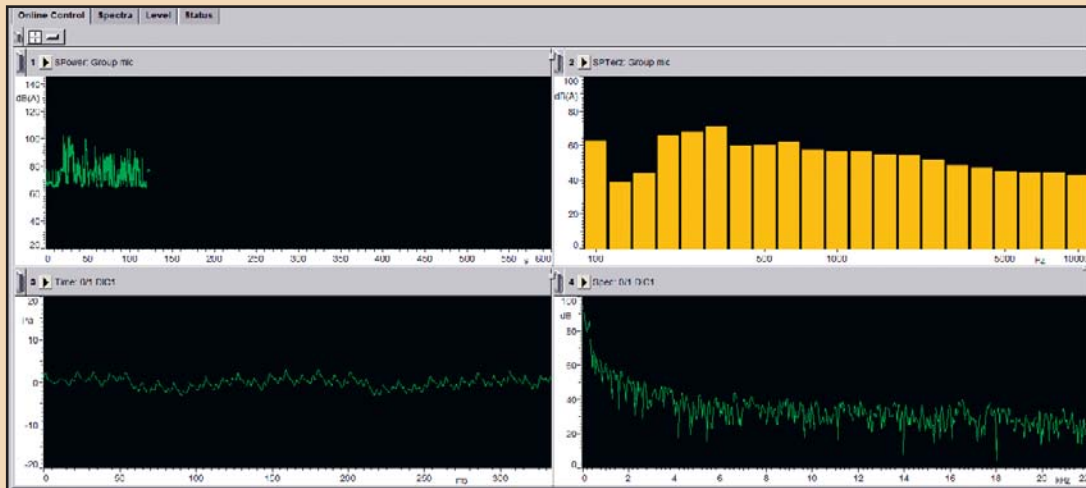 Online Control Spectra Level Status
1 SPower: Group mic
140
dB(A)
120
100
80
60
40
20
0 50 100 150 200 250 300 350 400 450 500 550 s 600
2 SPTerz: Group mic
100
dB(A)
80
60
40
20
0
100 500 1000 5000 Hz 1000
3 Time: 0/1 DIC1
20
Pa
10
0
-10
-20
0 50 100 150 200 250 300
4 Spec: 0/1 DIC1
100
dB
80
60
40
20
0
0 2 4 6 8 10 12 14 16 18 20 kHz